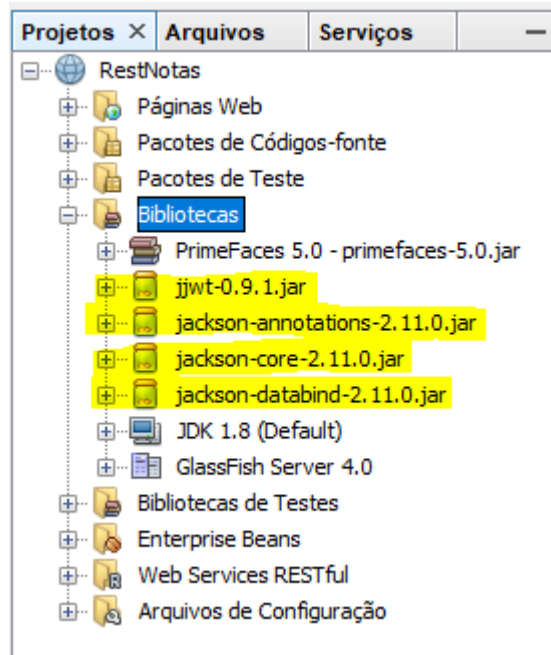 Projetos × Arquivos Serviços
RestNotas
Páginas Web
Pacotes de Códigos-fonte
Pacotes de Teste
Bibliotecas
PrimeFaces 5.0 - primefaces-5.0.jar
jjwt-0.9.1.jar
jackson-annotations-2.11.0.jar
jackson-core-2.11.0.jar
jackson-databind-2.11.0.jar
JDK 1.8 (Default)
GlassFish Server 4.0
Bibliotecas de Testes
Enterprise Beans
Web Services RESTful
Arquivos de Configuração